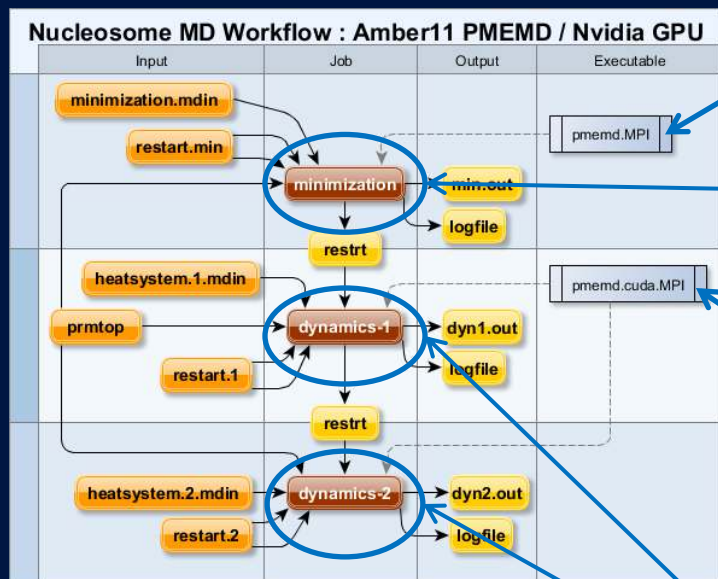 Nucleosome MD Workflow : Amber11 PMEMD / Nvidia GPU
Input Job Output Executable
minimization.mdin
restart.min
pmemd.MPI
minimization
min.out
logfile
restrt
heatsystem.1.mdin
pmemd.cuda.MPI
prmtop
dynamics-1
dyn1.out
restart.1
logfile
restrt
heatsystem.2.mdin
dynamics-2
dyn2.out
restart.2
logfile